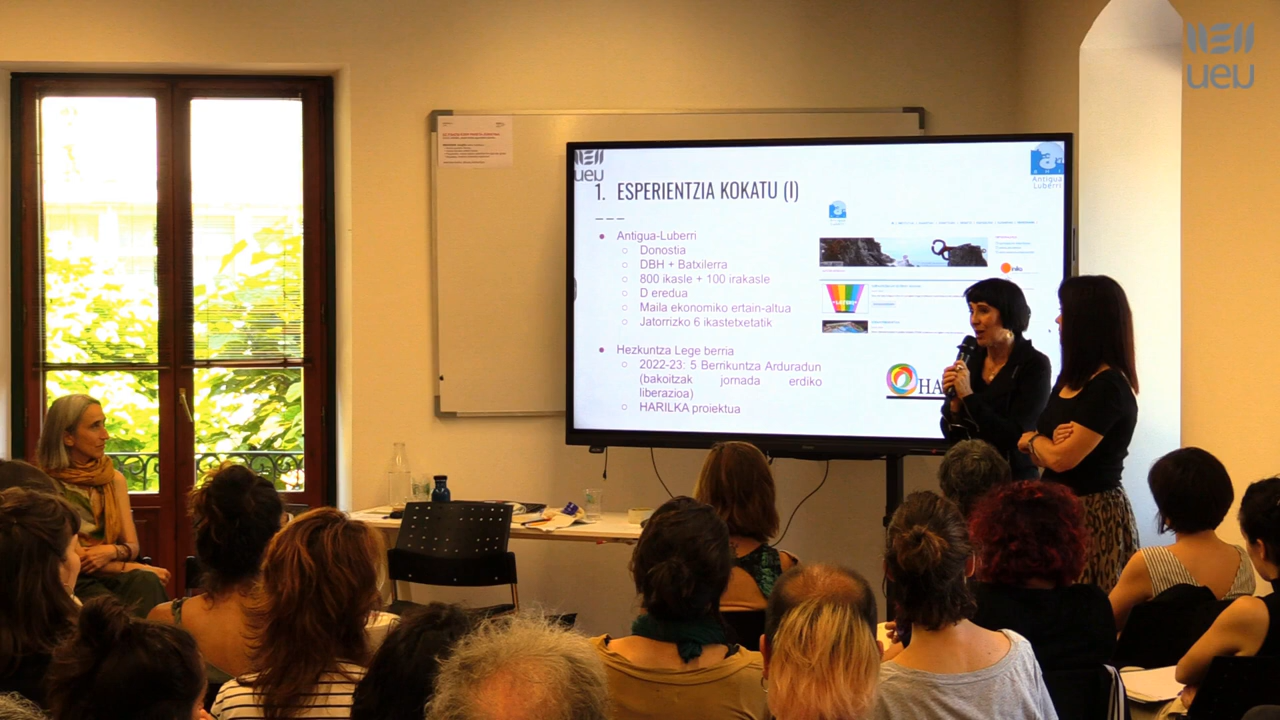 ueu
ueu
1. ESPERIENTZIA KOKATU (I)
Antigua
Luberri
Antigua-Luberri
Donostia
DBH + Batxilerra
800 ikasle + 100 irakasle
D eredua
Maila ekonomiko ertain-altua
Jatorrizko 6 ikastetxetatik
Hezkuntza Lege berria
2022-23: 5 Berrikuntza Arduradun
(bakoitzak jornada erdiko
liberazioa)
HARILKA proiektua
HA